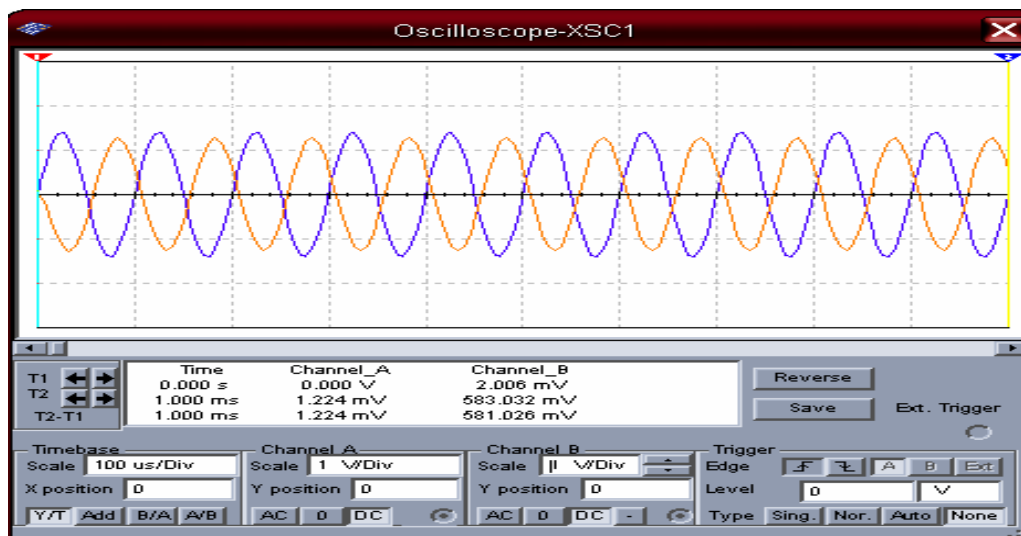 Oscilloscope-XSC1
1
2
Time Channel_A Channel_B
T1 0.000 s 0.000 V 2.006 mV
T2 1.000 ms 1.224 mV 583.032 mV
T2-T1 1.000 ms 1.224 mV 581.026 mV
Reverse
Save
Ext. Trigger
Timebase
Scale 100 us/Div
X position 0
Y/T Add B/A A/B
Channel A
Scale 1 V/Div
Y position 0
AC 0 DC
Channel B
Scale V/Div
Y position 0
AC 0 DC -
Trigger
Edge A B Ext
Level 0 V
Type Sing. Nor. Auto None